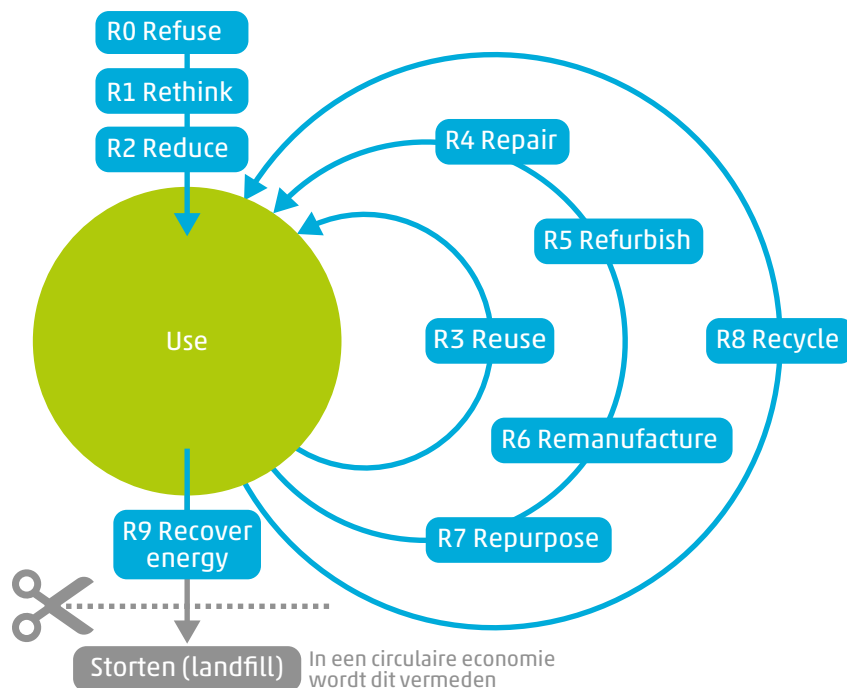 R0 Refuse
R1 Rethink
R2 Reduce
R4 Repair
R5 Refurbish
Use
R3 Reuse
R8 Recycle
R6 Remanufacture
R9 Recover
energy
R7 Repurpose
Storten (landfill)
In een circulaire economie
wordt dit vermeden